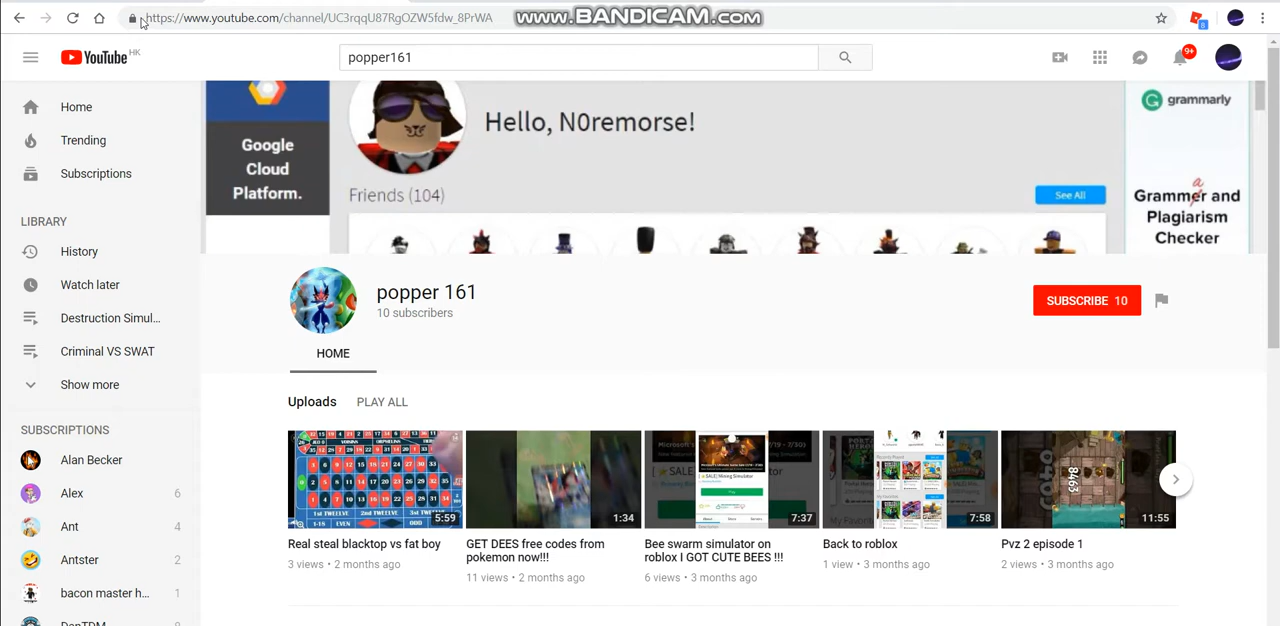 https://www.youtube.com/channel/UC3rqqU87RgOZW5fdw_8PrWA
www.BANDICAM.com
8
YouTube HK
popper161
9+
Home
Trending
Subscriptions
LIBRARY
History
Watch later
Destruction Simul...
Criminal VS SWAT
Show more
SUBSCRIPTIONS
Alan Becker
Alex 6
Ant 4
Antster 2
bacon master h... 1
DanTDM
Google
Cloud
Platform.
Hello, N0remorse!
Friends (104)
See All
grammarly
a
Grammer and
Plagiarism
Checker
popper 161
10 subscribers
SUBSCRIBE 10
HOME
Uploads PLAY ALL
5:59
1:34
7:37
7:58
11:55
Real steal blacktop vs fat boy
3 views • 2 months ago
GET DEES free codes from
pokemon now!!!
11 views • 2 months ago
Bee swarm simulator on
roblox I GOT CUTE BEES !!!
6 views • 3 months ago
Back to roblox
1 view • 3 months ago
Pvz 2 episode 1
2 views • 3 months ago